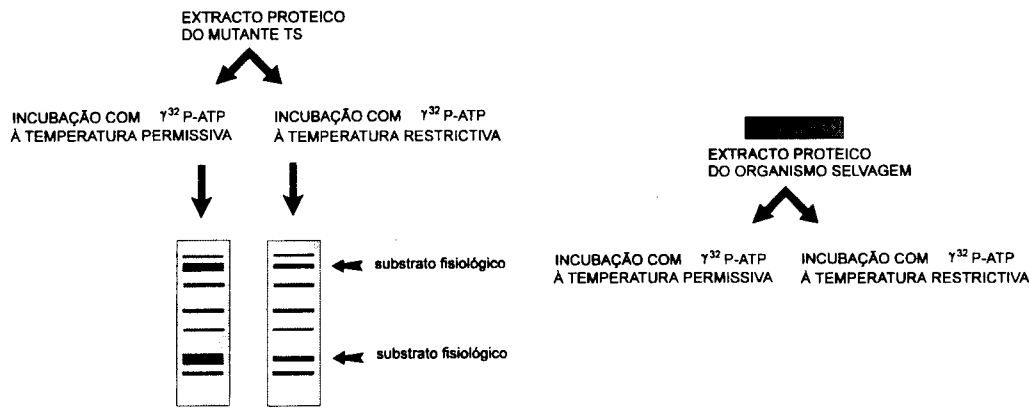 EXTRACTO PROTEICO
DO MUTANTE TS
INCUBAÇÃO COM γ³² P-ATP
À TEMPERATURA PERMISSIVA
INCUBAÇÃO COM γ³² P-ATP
À TEMPERATURA RESTRICTIVA
substrato fisiológico
substrato fisiológico
EXTRACTO PROTEICO
DO ORGANISMO SELVAGEM
INCUBAÇÃO COM γ³² P-ATP
À TEMPERATURA PERMISSIVA
INCUBAÇÃO COM γ³² P-ATP
À TEMPERATURA RESTRICTIVA